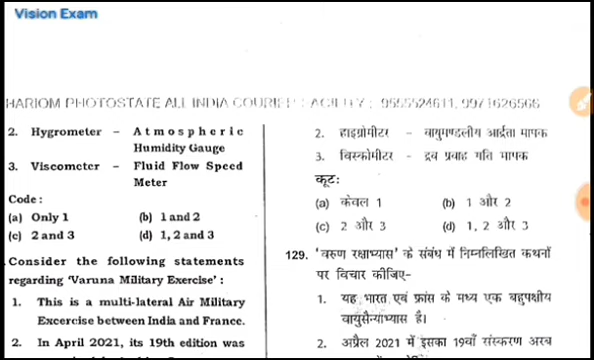 Vision Exam
HARIOM PHOTOSTATE ALL INDIA COURIER FACILITY : 9555524611, 9971626566
2. Hygrometer – Atmospheric
Humidity Gauge
3. Viscometer – Fluid Flow Speed
Meter
Code :
(a) Only 1 (b) 1 and 2
(c) 2 and 3 (d) 1, 2 and 3
Consider the following statements
regarding 'Varuna Military Exercise' :
1. This is a multi-lateral Air Military
Excercise between India and France.
2. In April 2021, its 19th edition was
2. हाइग्रोमीटर - वायुमण्डलीय आर्द्रता मापक
3. विस्कोमीटर - द्रव प्रवाह गति मापक
कूटः
(a) केवल 1 (b) 1 और 2
(c) 2 और 3 (d) 1, 2 और 3
129. 'वरुण रक्षाभ्यास' के संबंध में निम्नलिखित कथनों
पर विचार कीजिए-
1. यह भारत एवं फ्रांस के मध्य एक बहुपक्षीय
वायुसैन्याभ्यास है।
2. अप्रैल 2021 में इसका 19वाँ संस्करण अरब